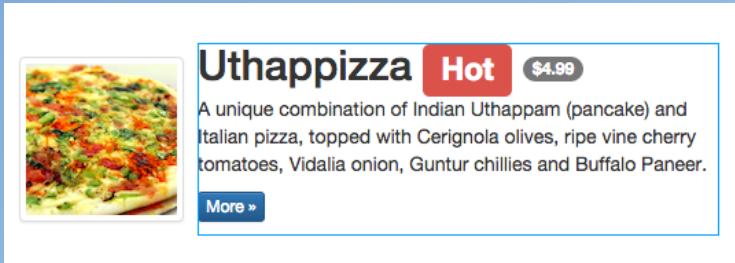 Uthappizza Hot $4.99
A unique combination of Indian Uthappam (pancake) and
Italian pizza, topped with Cerignola olives, ripe vine cherry
tomatoes, Vidalia onion, Guntur chillies and Buffalo Paneer.
More »